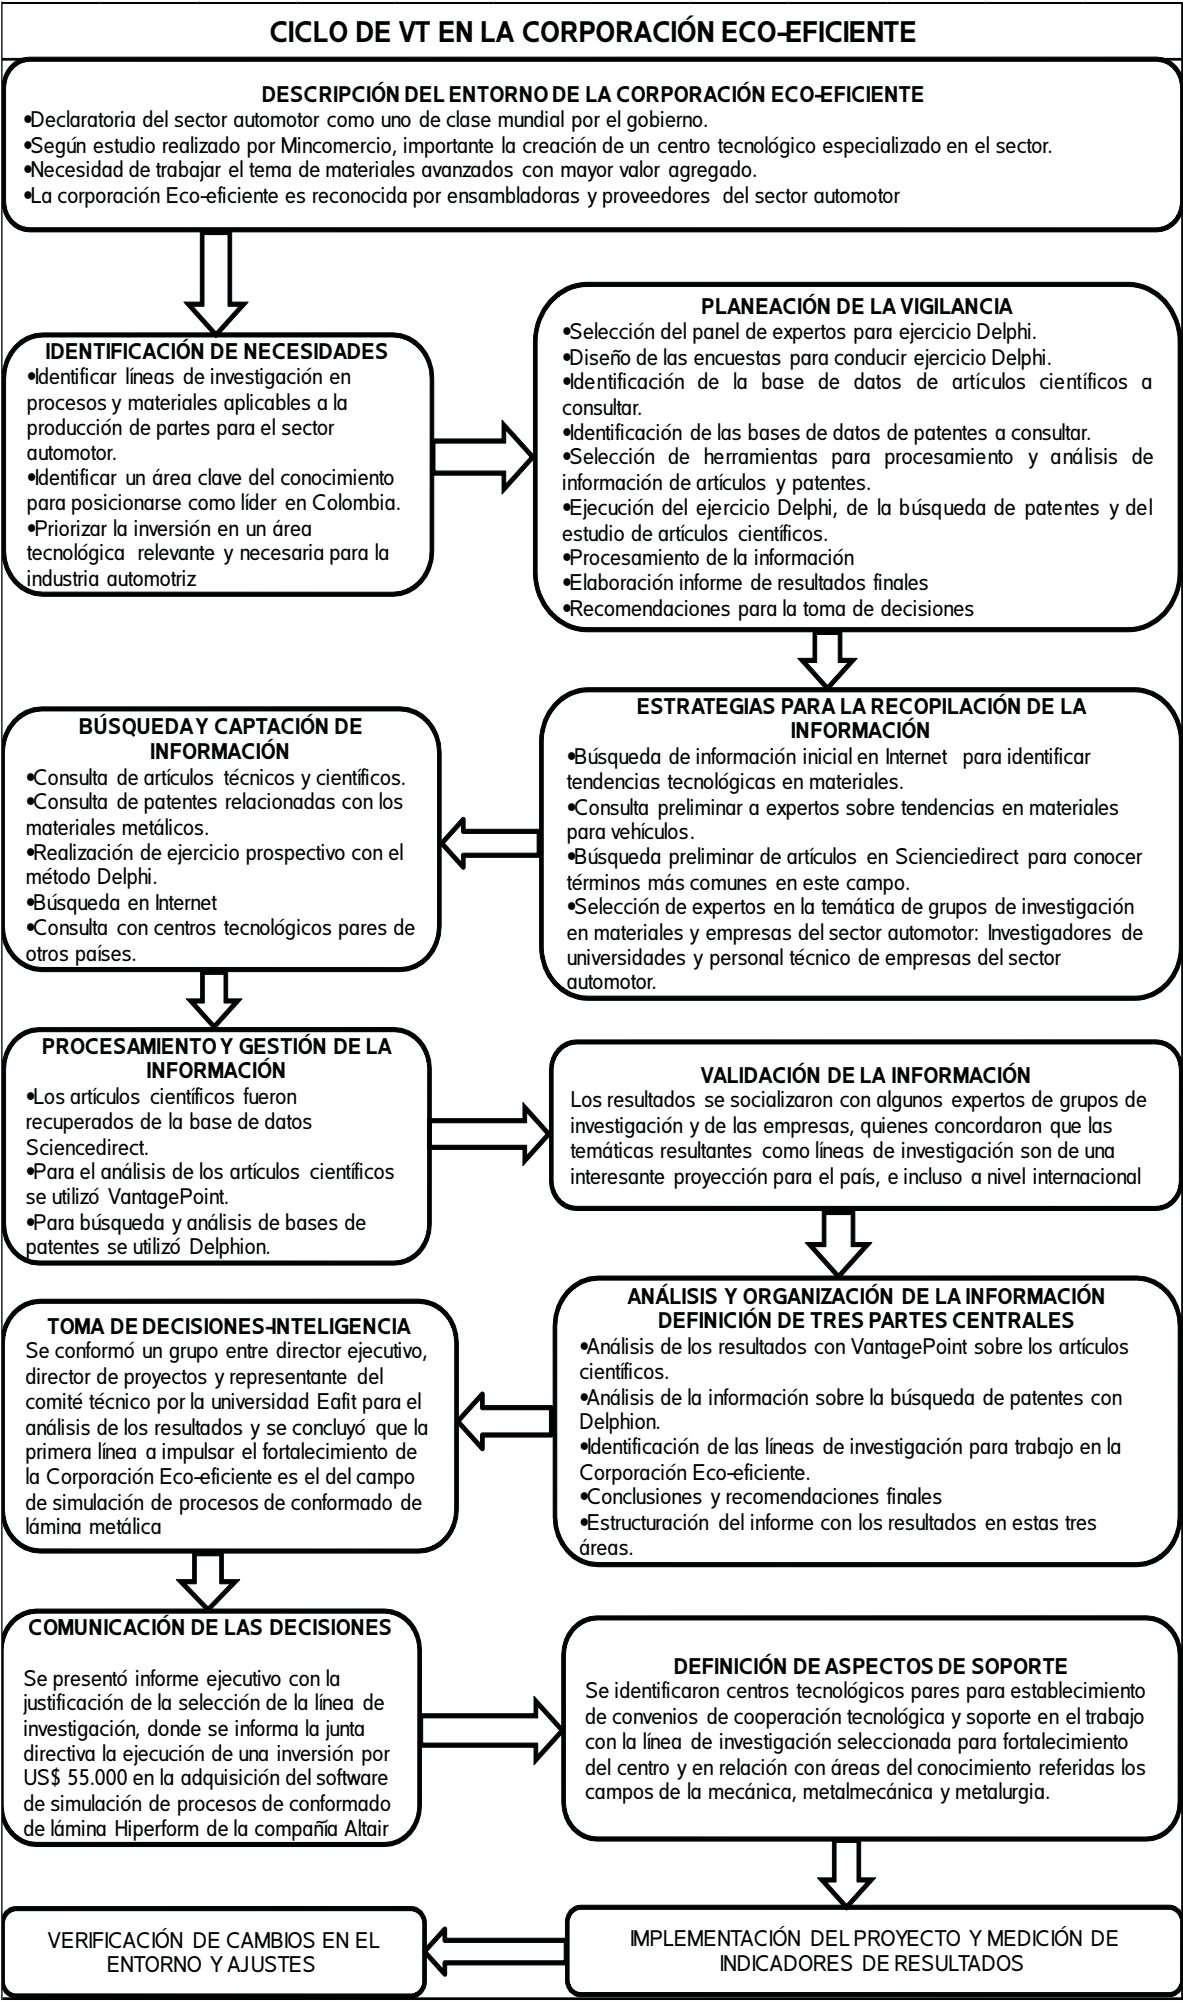 CICLO DE VT EN LA CORPORACIÓN ECO-EFICIENTE
DESCRIPCIÓN DEL ENTORNO DE LA CORPORACIÓN ECO-EFICIENTE
•Declaratoria del sector automotor como uno de clase mundial por el gobierno.
•Según estudio realizado por Mincomercio, importante la creación de un centro tecnológico especializado en el sector.
•Necesidad de trabajar el tema de materiales avanzados con mayor valor agregado.
•La corporación Eco-eficiente es reconocida por ensambladoras y proveedores del sector automotor
IDENTIFICACIÓN DE NECESIDADES
•Identificar líneas de investigación en
procesos y materiales aplicables a la
producción de partes para el sector
automotor.
•Identificar un área clave del conocimiento
para posicionarse como líder en Colombia.
•Priorizar la inversión en un área
tecnológica relevante y necesaria para la
industria automotriz
PLANEACIÓN DE LA VIGILANCIA
•Selección del panel de expertos para ejercicio Delphi.
•Diseño de las encuestas para conducir ejercicio Delphi.
•Identificación de la base de datos de artículos científicos a
consultar.
•Identificación de las bases de datos de patentes a consultar.
•Selección de herramientas para procesamiento y análisis de
información de artículos y patentes.
•Ejecución del ejercicio Delphi, de la búsqueda de patentes y del
estudio de artículos científicos.
•Procesamiento de la información
•Elaboración informe de resultados finales
•Recomendaciones para la toma de decisiones
ESTRATEGIAS PARA LA RECOPILACIÓN DE LA
INFORMACIÓN
•Búsqueda de información inicial en Internet para identificar
tendencias tecnológicas en materiales.
•Consulta preliminar a expertos sobre tendencias en materiales
para vehículos.
•Búsqueda preliminar de artículos en Scienciedirect para conocer
términos más comunes en este campo.
•Selección de expertos en la temática de grupos de investigación
en materiales y empresas del sector automotor: Investigadores de
universidades y personal técnico de empresas del sector
automotor.
BÚSQUEDA Y CAPTACIÓN DE
INFORMACIÓN
•Consulta de artículos técnicos y científicos.
•Consulta de patentes relacionadas con los
materiales metálicos.
•Realización de ejercicio prospectivo con el
método Delphi.
•Búsqueda en Internet
•Consulta con centros tecnológicos pares de
otros países.
PROCESAMIENTO Y GESTIÓN DE LA
INFORMACIÓN
•Los artículos científicos fueron
recuperados de la base de datos
Sciencedirect.
•Para el análisis de los artículos científicos
se utilizó VantagePoint.
•Para búsqueda y análisis de bases de
patentes se utilizó Delphion.
VALIDACIÓN DE LA INFORMACIÓN
Los resultados se socializaron con algunos expertos de grupos de
investigación y de las empresas, quienes concordaron que las
temáticas resultantes como líneas de investigación son de una
interesante proyección para el país, e incluso a nivel internacional
ANÁLISIS Y ORGANIZACIÓN DE LA INFORMACIÓN
DEFINICIÓN DE TRES PARTES CENTRALES
•Análisis de los resultados con VantagePoint sobre los artículos
científicos.
•Análisis de la información sobre la búsqueda de patentes con
Delphion.
•Identificación de las líneas de investigación para trabajo en la
Corporación Eco-eficiente.
•Conclusiones y recomendaciones finales
•Estructuración del informe con los resultados en estas tres
áreas.
TOMA DE DECISIONES-INTELIGENCIA
Se conformó un grupo entre director ejecutivo,
director de proyectos y representante del
comité técnico por la universidad Eafit para el
análisis de los resultados y se concluyó que la
primera línea a impulsar el fortalecimiento de
la Corporación Eco-eficiente es el del campo
de simulación de procesos de conformado de
lámina metálica
COMUNICACIÓN DE LAS DECISIONES
Se presentó informe ejecutivo con la
justificación de la selección de la línea de
investigación, donde se informa la junta
directiva la ejecución de una inversión por
US$ 55.000 en la adquisición del software
de simulación de procesos de conformado
de lámina Hiperform de la compañía Altair
DEFINICIÓN DE ASPECTOS DE SOPORTE
Se identificaron centros tecnológicos pares para establecimiento
de convenios de cooperación tecnológica y soporte en el trabajo
con la línea de investigación seleccionada para fortalecimiento
del centro y en relación con áreas del conocimiento referidas los
campos de la mecánica, metalmecánica y metalurgia.
IMPLEMENTACIÓN DEL PROYECTO Y MEDICIÓN DE
INDICADORES DE RESULTADOS
VERIFICACIÓN DE CAMBIOS EN EL
ENTORNO Y AJUSTES